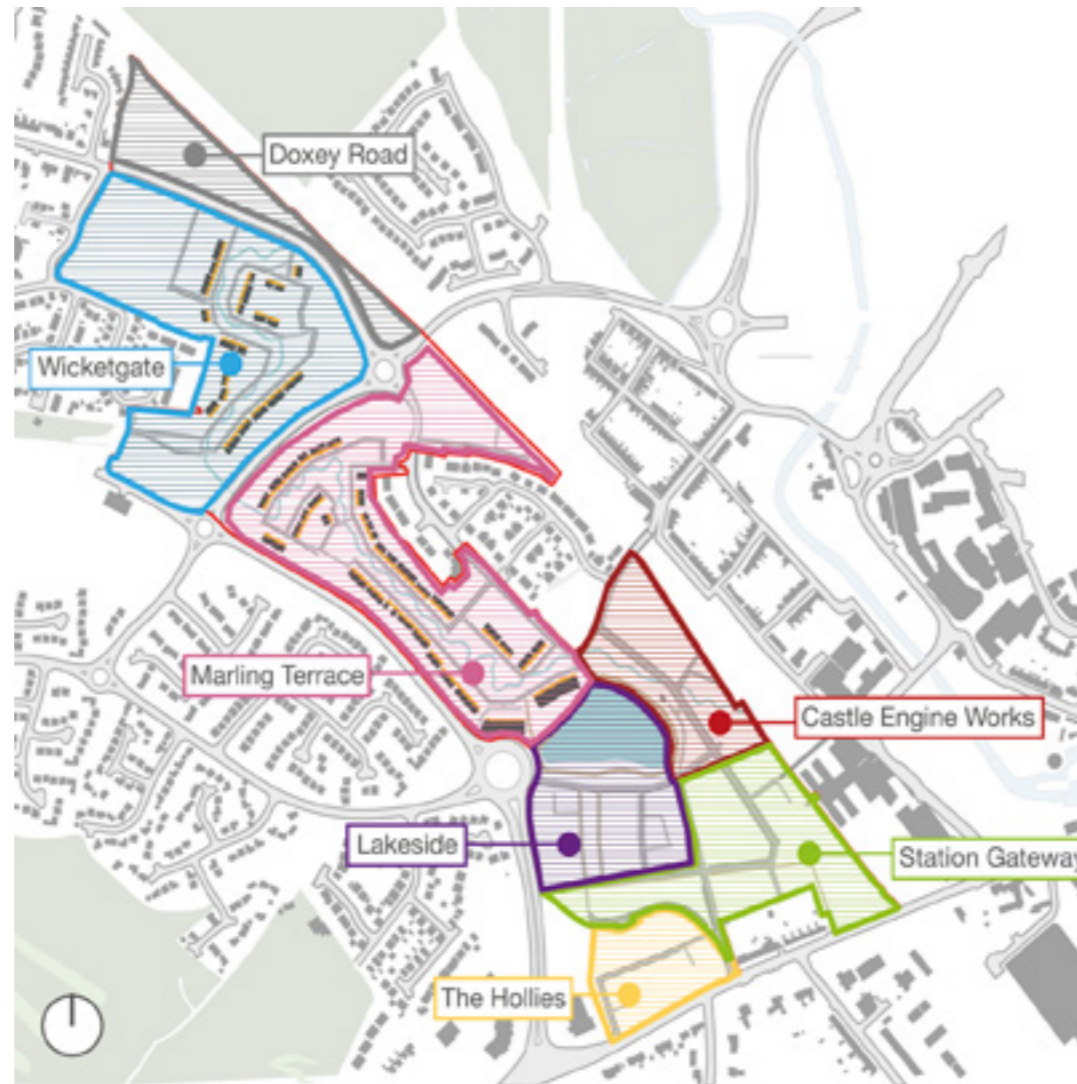 Doxey Road
Wicketgate
Marling Terrace
Castle Engine Works
Lakeside
Station Gateway
The Hollies